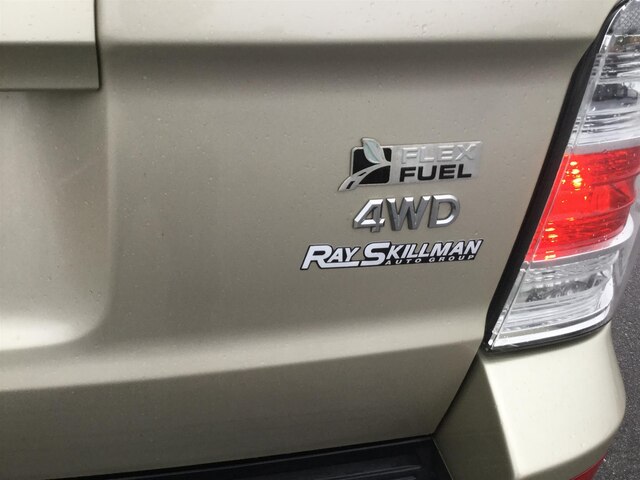 FLEX
FUEL
4WD
RAY SKILLMAN
AUTO GROUP